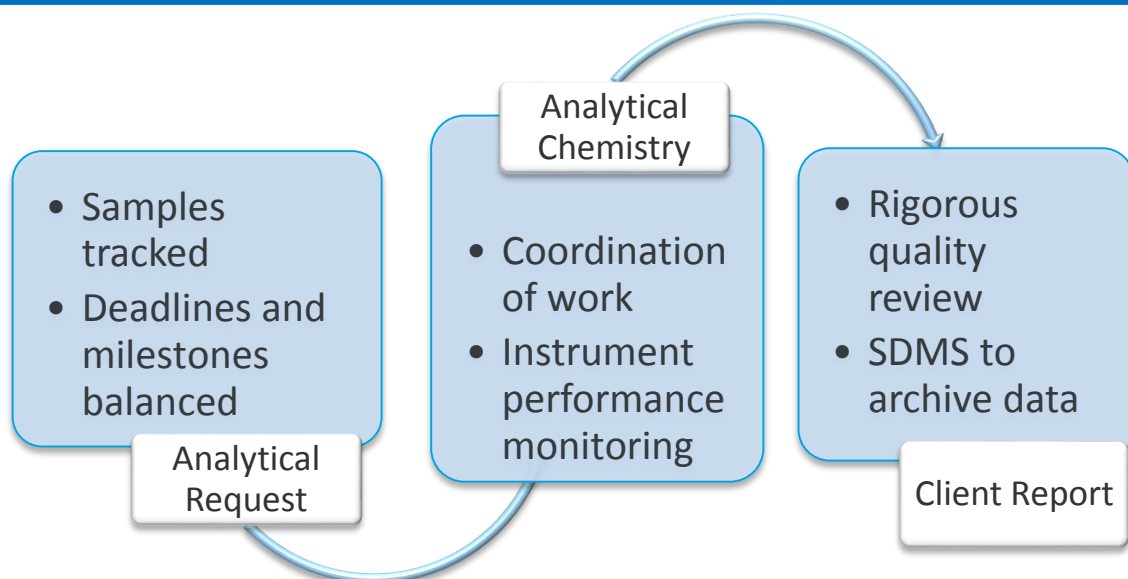 • Samples
tracked
• Deadlines and
milestones
balanced
Analytical
Request
Analytical
Chemistry
• Coordination
of work
• Instrument
performance
monitoring
• Rigorous
quality
review
• SDMS to
archive data
Client Report